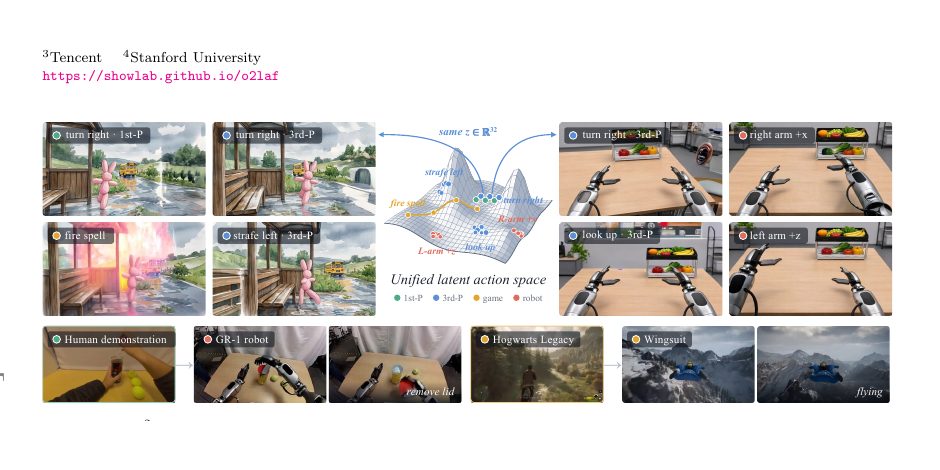 ³Tencent ⁴Stanford University
https://showlab.github.io/o2laf
turn right · 1st-P
turn right · 3rd-P
same z ∈ ℝ³²
turn right · 3rd-P
right arm +x
strafe left
fire spell
turn right
R-arm +x
fire spell
strafe left · 3rd-P
L-arm +z
look up
look up · 3rd-P
left arm +z
Unified latent action space
1st-P 3rd-P game robot
Human demonstration
GR-1 robot
remove lid
Hogwarts Legacy
Wingsuit
flying